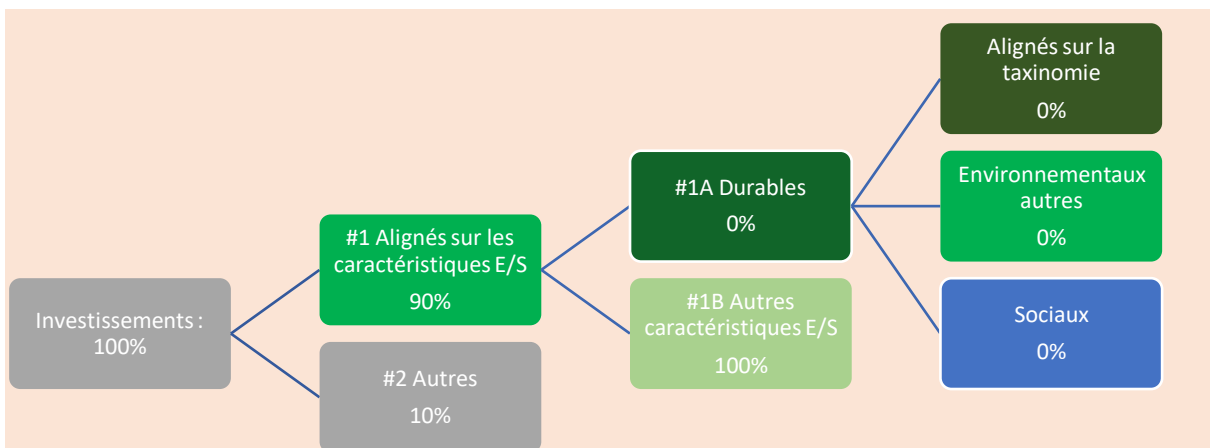 Investissements :
100%
#1 Alignés sur les
caractéristiques E/S
90%
#2 Autres
10%
#1A Durables
0%
#1B Autres
caractéristiques E/S
100%
Alignés sur la
taxinomie
0%
Environnementaux
autres
0%
Sociaux
0%